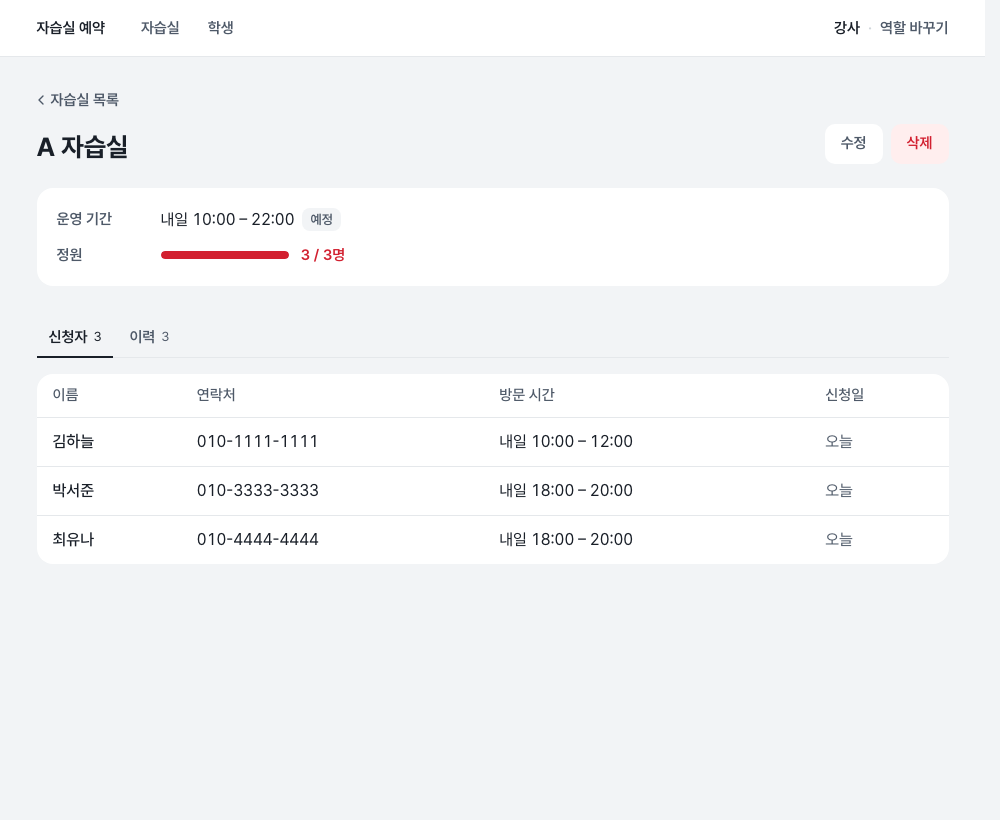 자습실 예약 자습실 학생 강사 · 역할 바꾸기
자습실 목록
A 자습실 수정 삭제
운영 기간 내일 10:00 – 22:00 예정
정원 3 / 3명
신청자 3 이력 3
이름 연락처 방문 시간 신청일
김하늘 010-1111-1111 내일 10:00 – 12:00 오늘
박서준 010-3333-3333 내일 18:00 – 20:00 오늘
최유나 010-4444-4444 내일 18:00 – 20:00 오늘